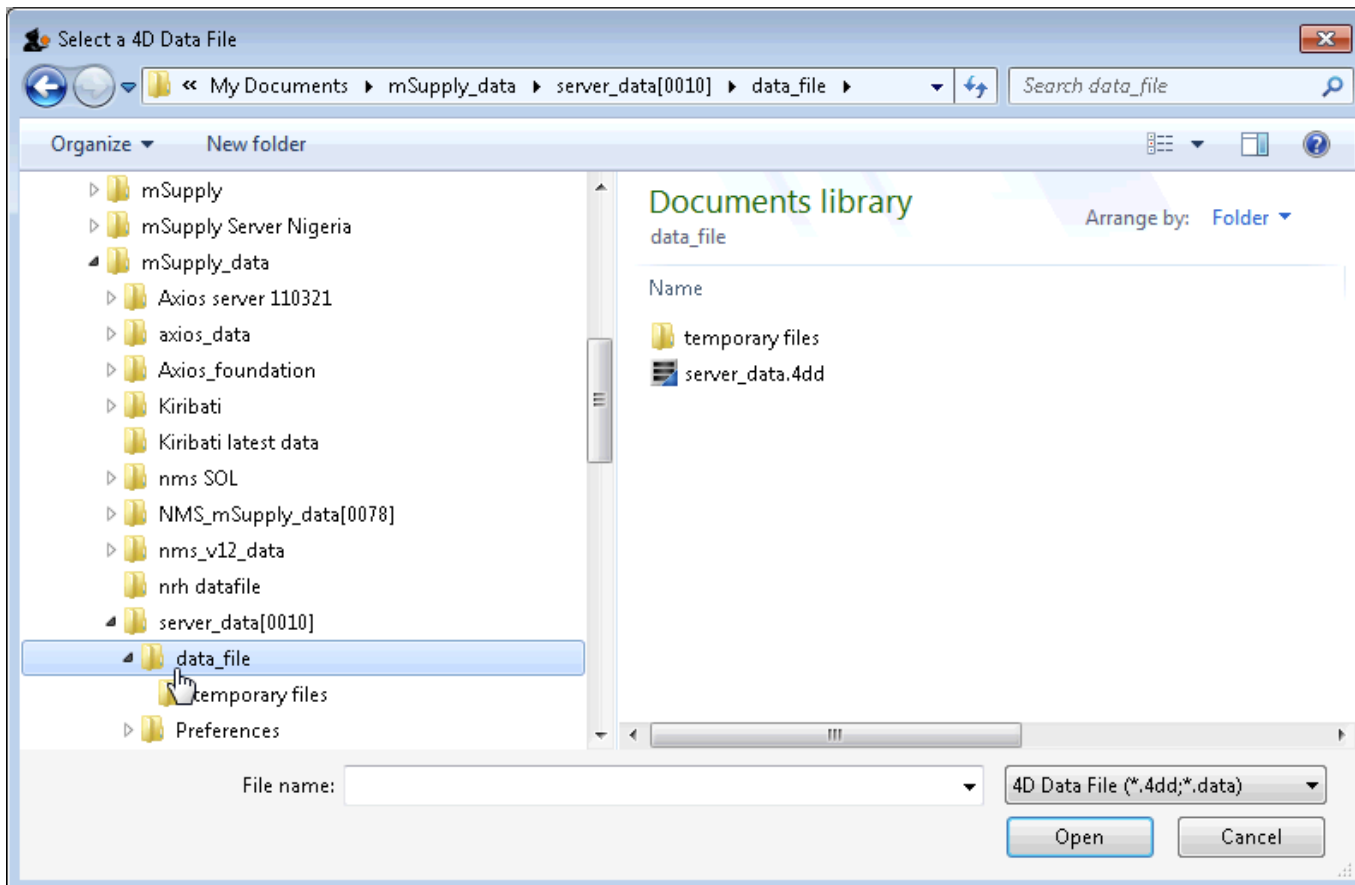 Select a 4D Data File
« My Documents mSupply_data server_data[0010] data_file
Search data_file
Organize New folder
mSupply
mSupply Server Nigeria
mSupply_data
Axios server 110321
axios_data
Axios_foundation
Kiribati
Kiribati latest data
nms SOL
NMS_mSupply_data[0078]
nms_v12_data
nrh datafile
server_data[0010]
data_file
temporary files
Preferences
Documents library
data_file
Arrange by: Folder
Name
temporary files
server_data.4dd
File name:
4D Data File (*.4dd;*.data)
Open Cancel